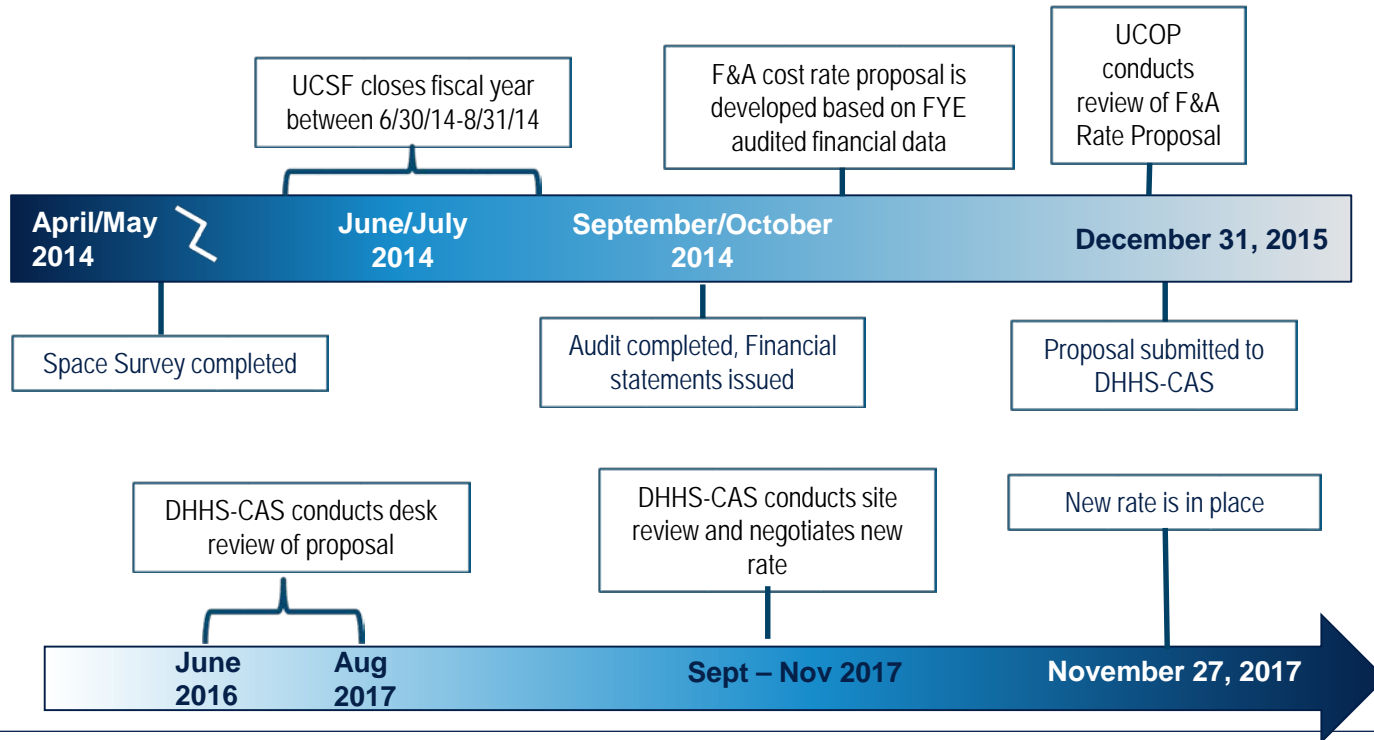 UCSF closes fiscal year
between 6/30/14-8/31/14
F&A cost rate proposal is
developed based on FYE
audited financial data
UCOP
conducts
review of F&A
Rate Proposal
April/May
2014
June/July
2014
September/October
2014
December 31, 2015
Space Survey completed
Audit completed, Financial
statements issued
Proposal submitted to
DHHS-CAS
DHHS-CAS conducts desk
review of proposal
DHHS-CAS conducts site
review and negotiates new
rate
New rate is in place
June
2016
Aug
2017
Sept – Nov 2017
November 27, 2017